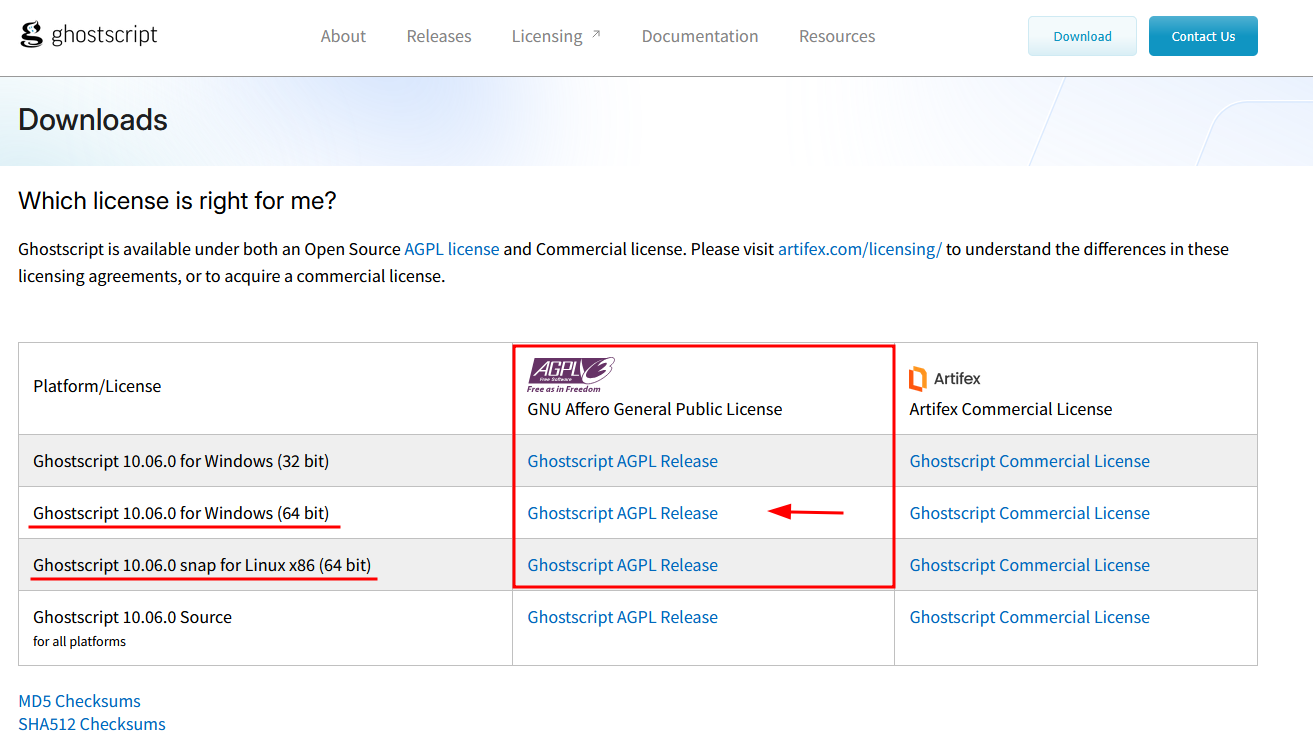 ghostscript
About
Releases
Licensing ↗
Documentation
Resources
Download
Contact Us
Downloads
Which license is right for me?
Ghostscript is available under both an Open Source AGPL license and Commercial license. Please visit artifex.com/licensing/ to understand the differences in these
licensing agreements, or to acquire a commercial license.
Platform/License
AGPLv3
Free Software
Free as in Freedom
GNU Affero General Public License
Artifex
Artifex Commercial License
Ghostscript 10.06.0 for Windows (32 bit)
Ghostscript AGPL Release
Ghostscript Commercial License
Ghostscript 10.06.0 for Windows (64 bit)
Ghostscript AGPL Release
Ghostscript Commercial License
Ghostscript 10.06.0 snap for Linux x86 (64 bit)
Ghostscript AGPL Release
Ghostscript Commercial License
Ghostscript 10.06.0 Source
for all platforms
Ghostscript AGPL Release
Ghostscript Commercial License
MD5 Checksums
SHA512 Checksums